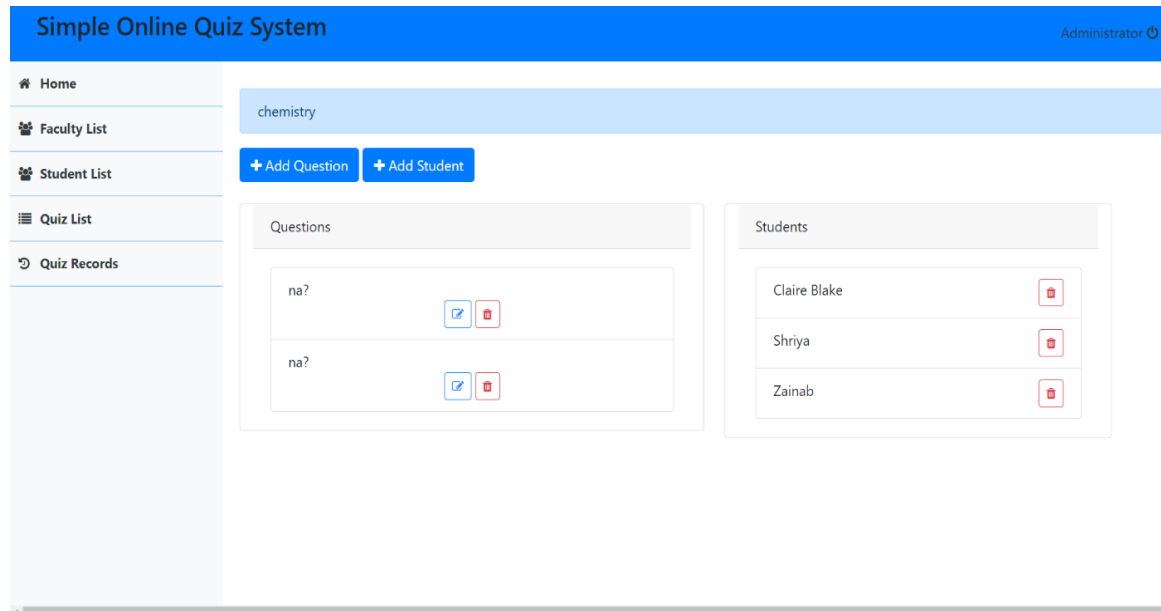 Simple Online Quiz System
Administrator
Home
Faculty List
Student List
Quiz List
Quiz Records
chemistry
+ Add Question
+ Add Student
Questions
na?
na?
Students
Claire Blake
Shriya
Zainab